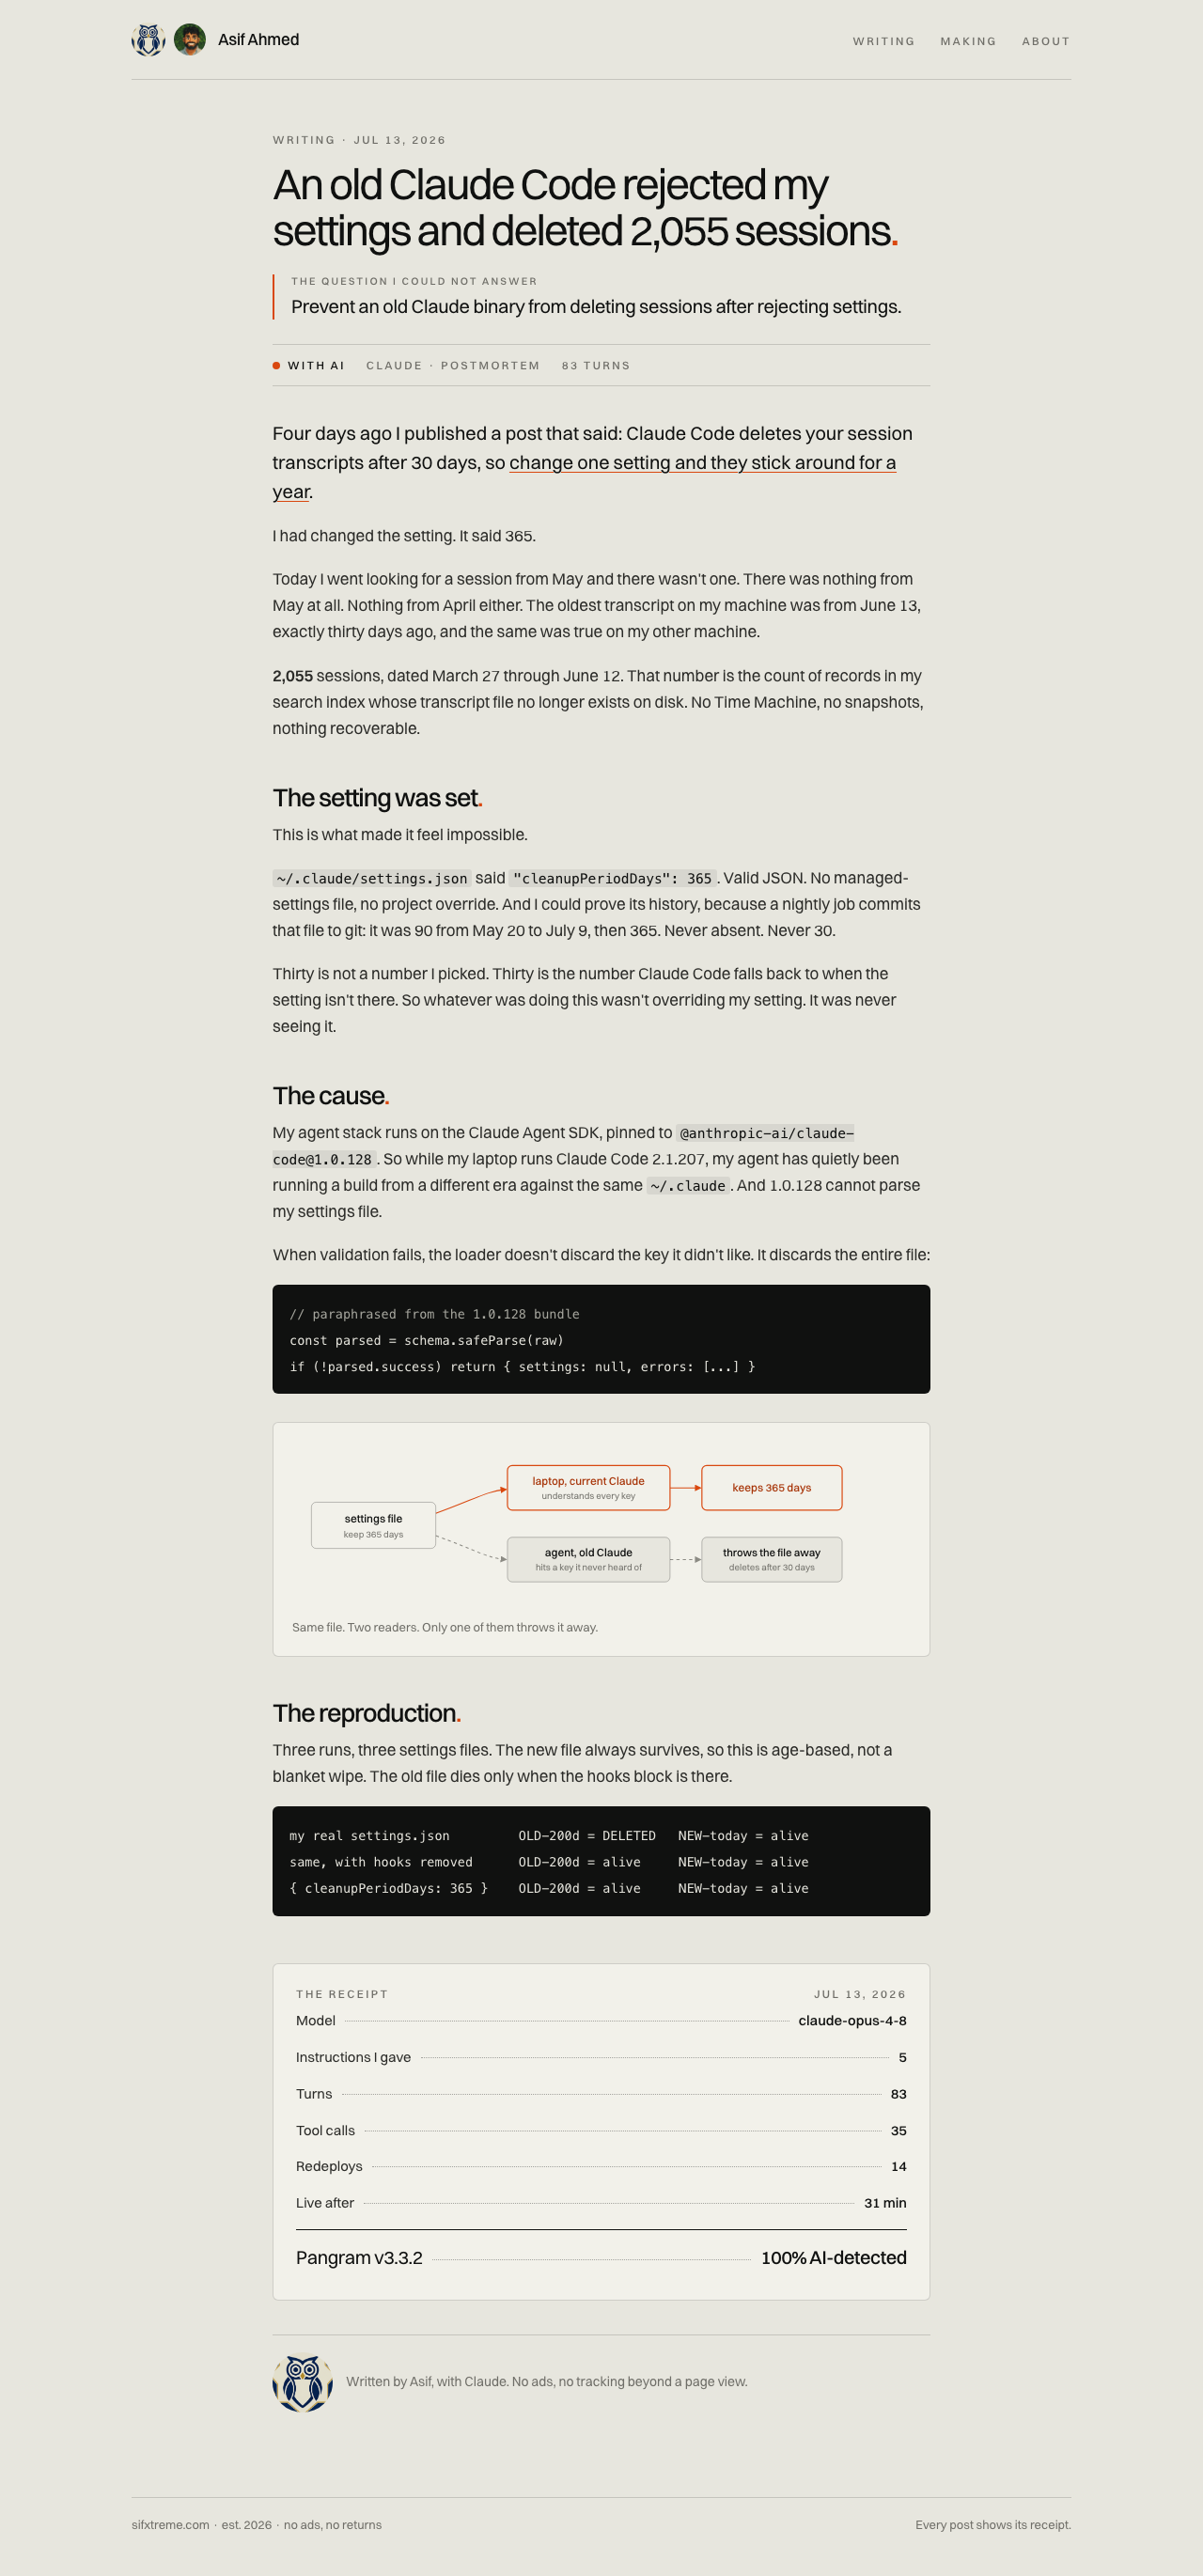 Asif Ahmed
WRITING MAKING ABOUT
WRITING · JUL 13, 2026
An old Claude Code rejected my
settings and deleted 2,055 sessions.
THE QUESTION I COULD NOT ANSWER
Prevent an old Claude binary from deleting sessions after rejecting settings.
WITH AI CLAUDE · POSTMORTEM 83 TURNS
Four days ago I published a post that said: Claude Code deletes your session
transcripts after 30 days, so change one setting and they stick around for a
year.
I had changed the setting. It said 365.
Today I went looking for a session from May and there wasn't one. There was nothing from
May at all. Nothing from April either. The oldest transcript on my machine was from June 13,
exactly thirty days ago, and the same was true on my other machine.
2,055 sessions, dated March 27 through June 12. That number is the count of records in my
search index whose transcript file no longer exists on disk. No Time Machine, no snapshots,
nothing recoverable.
The setting was set.
This is what made it feel impossible.
~/.claude/settings.json said "cleanupPeriodDays": 365. Valid JSON. No managed-
settings file, no project override. And I could prove its history, because a nightly job commits
that file to git: it was 90 from May 20 to July 9, then 365. Never absent. Never 30.
Thirty is not a number I picked. Thirty is the number Claude Code falls back to when the
setting isn't there. So whatever was doing this wasn't overriding my setting. It was never
seeing it.
The cause.
My agent stack runs on the Claude Agent SDK, pinned to @anthropic-ai/claude-
code@1.0.128. So while my laptop runs Claude Code 2.1.207, my agent has quietly been
running a build from a different era against the same ~/.claude. And 1.0.128 cannot parse
my settings file.
When validation fails, the loader doesn't discard the key it didn't like. It discards the entire file:
// paraphrased from the 1.0.128 bundle
const parsed = schema.safeParse(raw)
if (!parsed.success) return { settings: null, errors: [...] }
settings file
keep 365 days
laptop, current Claude
understands every key
keeps 365 days
agent, old Claude
hits a key it never heard of
throws the file away
deletes after 30 days
Same file. Two readers. Only one of them throws it away.
The reproduction.
Three runs, three settings files. The new file always survives, so this is age-based, not a
blanket wipe. The old file dies only when the hooks block is there.
my real settings.json OLD-200d = DELETED NEW-today = alive
same, with hooks removed OLD-200d = alive NEW-today = alive
{ cleanupPeriodDays: 365 } OLD-200d = alive NEW-today = alive
THE RECEIPT JUL 13, 2026
Model claude-opus-4-8
Instructions I gave 5
Turns 83
Tool calls 35
Redeploys 14
Live after 31 min
Pangram v3.3.2 100% AI-detected
Written by Asif, with Claude. No ads, no tracking beyond a page view.
sifxtreme.com · est. 2026 · no ads, no returns
Every post shows its receipt.